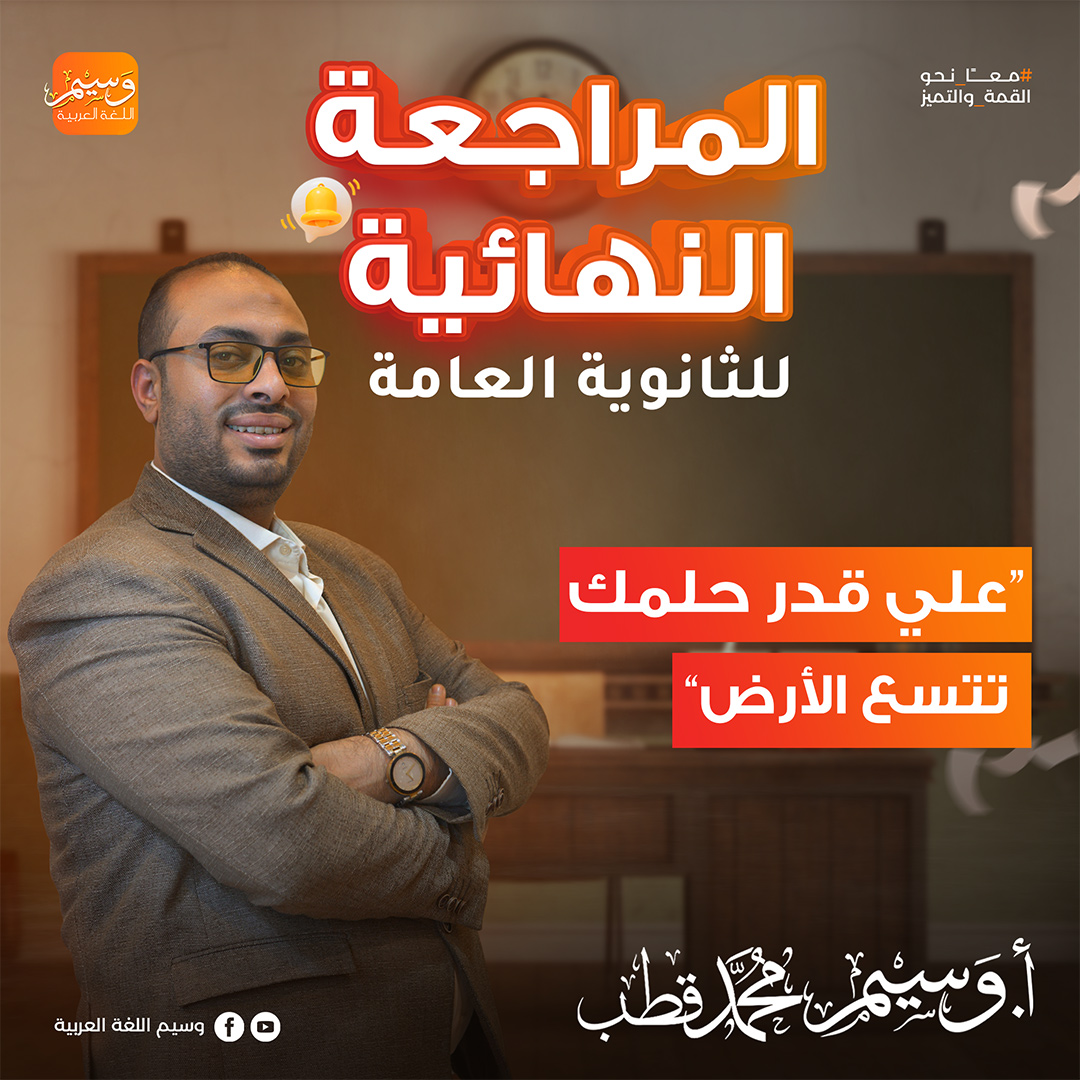 #معًا_نحو
القمة_والتميز
وسيم
اللغة العربية
المراجعة
النهائية
للثانوية العامة
”علي قدر حلمك
تتسع الأرض“
أ. وسيم محمد قطب
وسيم اللغة العربية